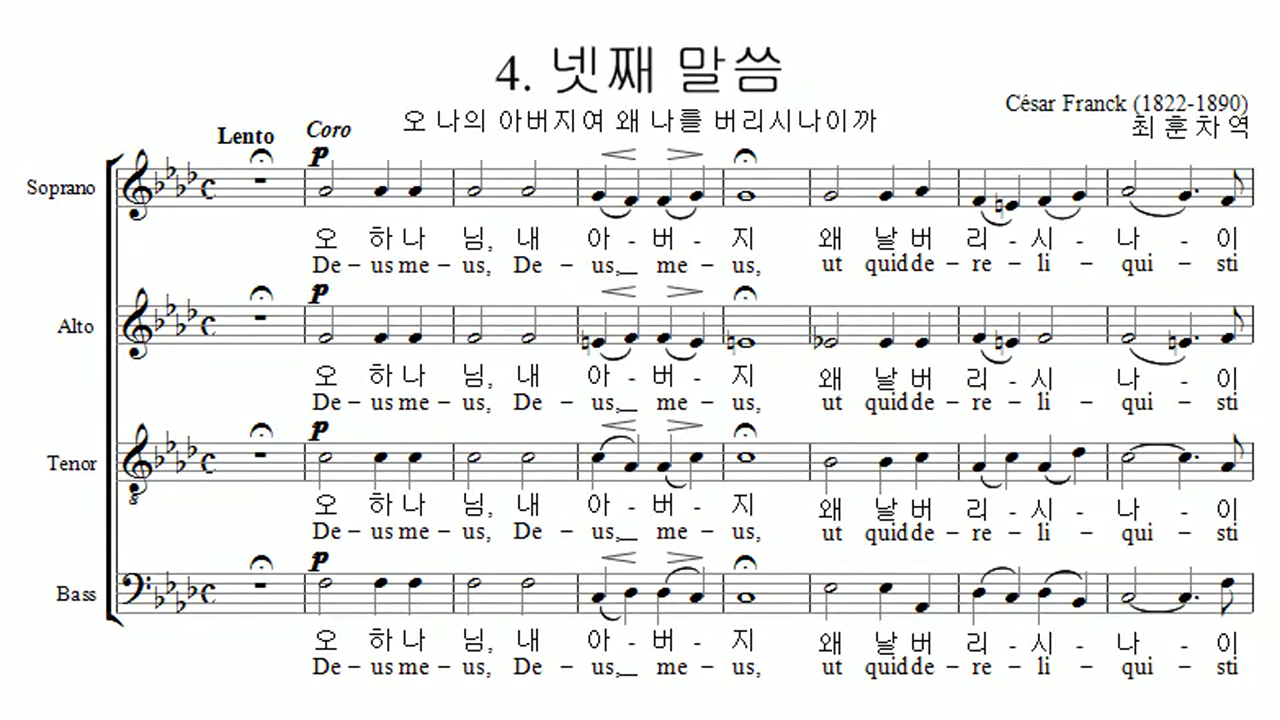 4. 넷째 말씀
César Franck (1822-1890)
오 나의 아버지여 왜 나를 버리시나이까
최 훈 차 역
Lento
Coro
p
Soprano
오 하 나 님, 내 아 - 버 - 지 왜 날 버 리 - 시 - 나 - 이
De – us me – us, De – us,_ me – us, ut quid de – re – li – qui – sti
p
Alto
오 하 나 님, 내 아 - 버 - 지 왜 날 버 리 - 시 나 - 이
De – us me – us, De – us,_ me – us, ut quid de – re – li – qui – sti
p
Tenor
8
오 하 나 님, 내 아 - 버 - 지 왜 날 버 리 - 시 - 나 - 이
De – us me – us, De – us,_ me – us, ut quid de – re – li – qui – sti
p
Bass
오 하 나 님, 내 아 - 버 - 지 왜 날 버 리 - 시 - 나 - 이
De – us me – us, De – us,_ me – us, ut quid de – re – li – qui – sti